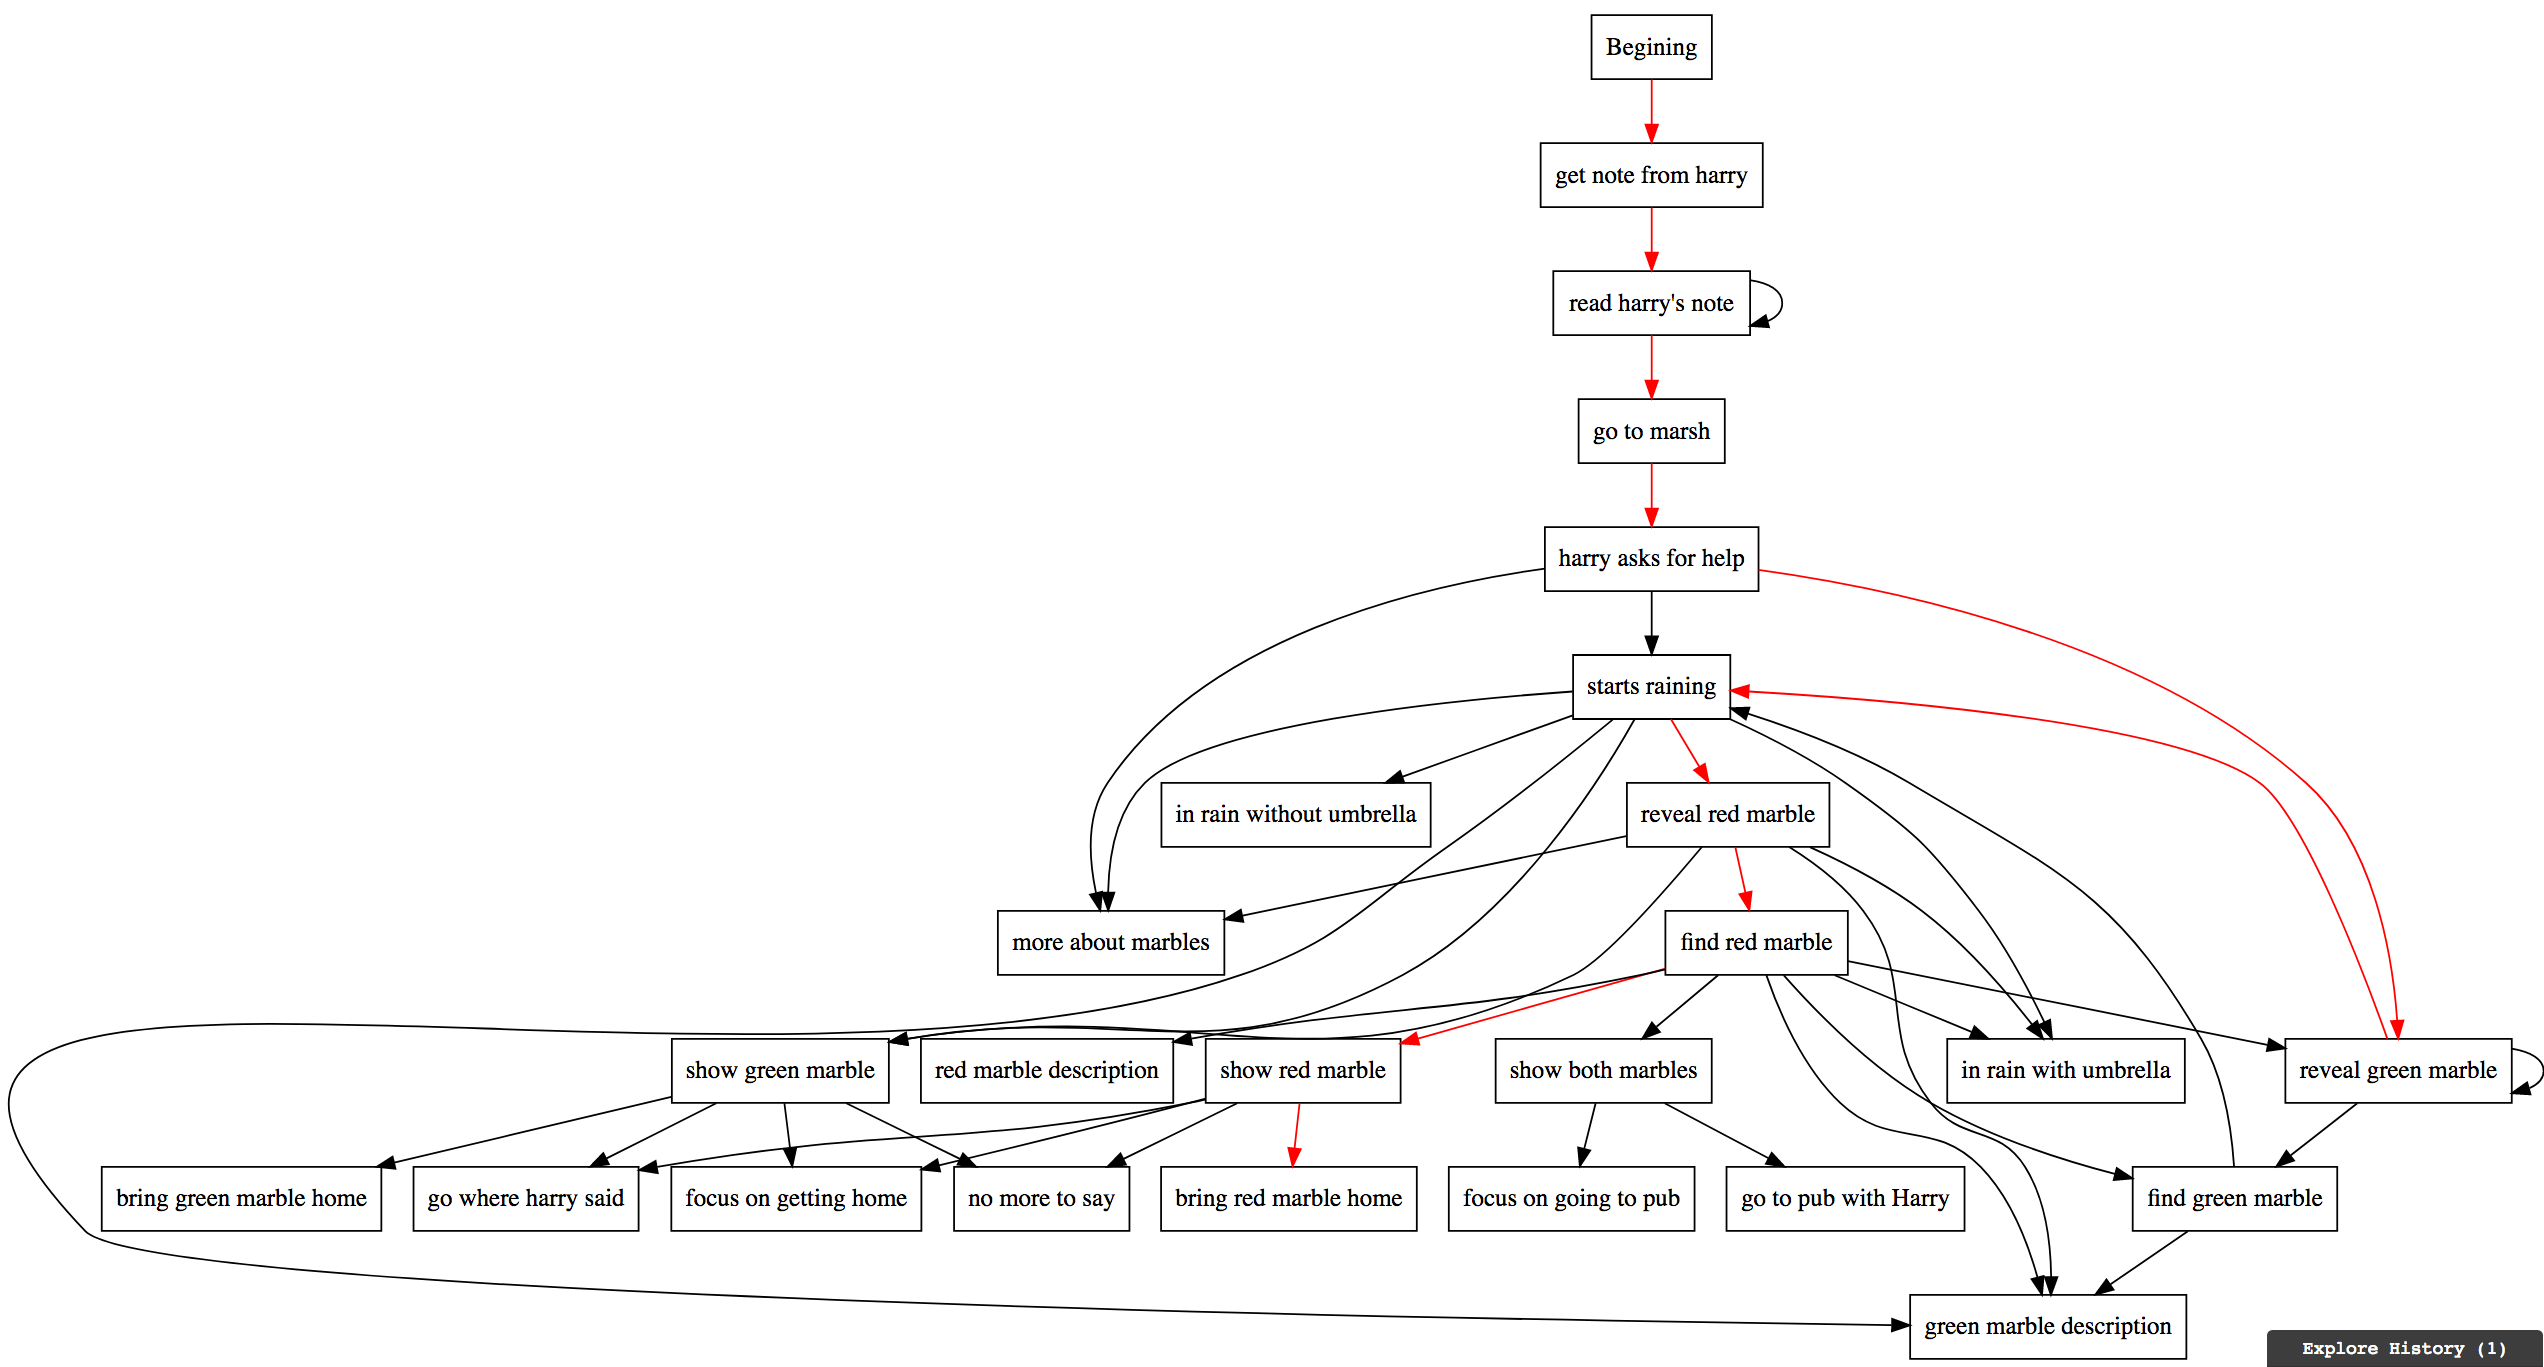 Begining
get note from harry
read harry's note
go to marsh
harry asks for help
starts raining
in rain without umbrella
reveal red marble
more about marbles
find red marble
show green marble
red marble description
show red marble
show both marbles
in rain with umbrella
reveal green marble
bring green marble home
go where harry said
focus on getting home
no more to say
bring red marble home
focus on going to pub
go to pub with Harry
find green marble
green marble description
Explore History (1)